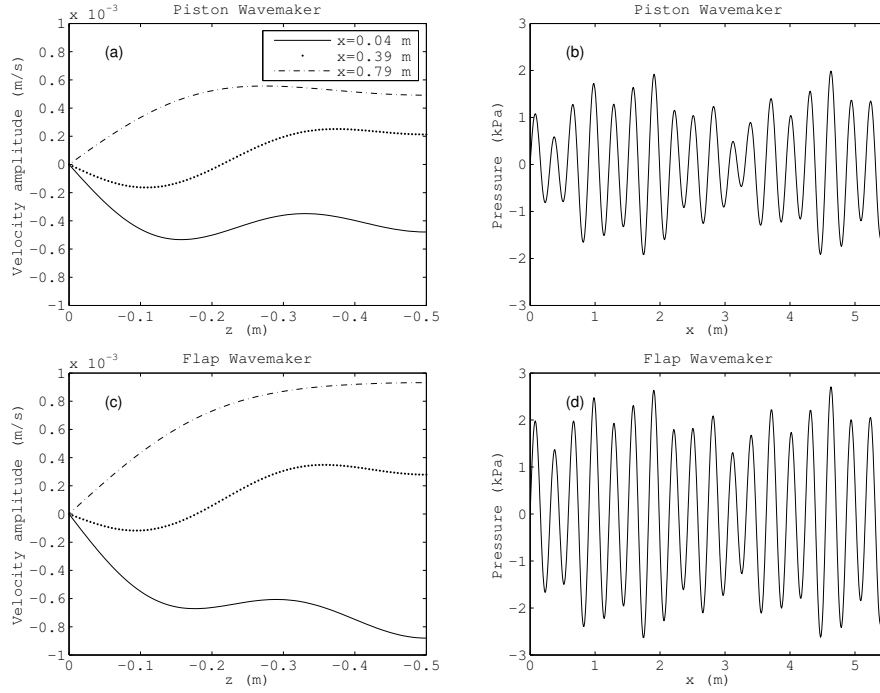 Piston Wavemaker
x 10⁻³
(a)
x=0.04 m
x=0.39 m
x=0.79 m
Velocity amplitude (m/s)
1
0.8
0.6
0.4
0.2
0
−0.2
−0.4
−0.6
−0.8
−1
0 −0.1 −0.2 −0.3 −0.4 −0.5
z (m)
Piston Wavemaker
(b)
Pressure (kPa)
3
2
1
0
−1
−2
−3
0 1 2 3 4 5
x (m)
Flap Wavemaker
x 10⁻³
(c)
Velocity amplitude (m/s)
1
0.8
0.6
0.4
0.2
0
−0.2
−0.4
−0.6
−0.8
−1
0 −0.1 −0.2 −0.3 −0.4 −0.5
z (m)
Flap Wavemaker
(d)
Pressure (kPa)
3
2
1
0
−1
−2
−3
0 1 2 3 4 5
x (m)